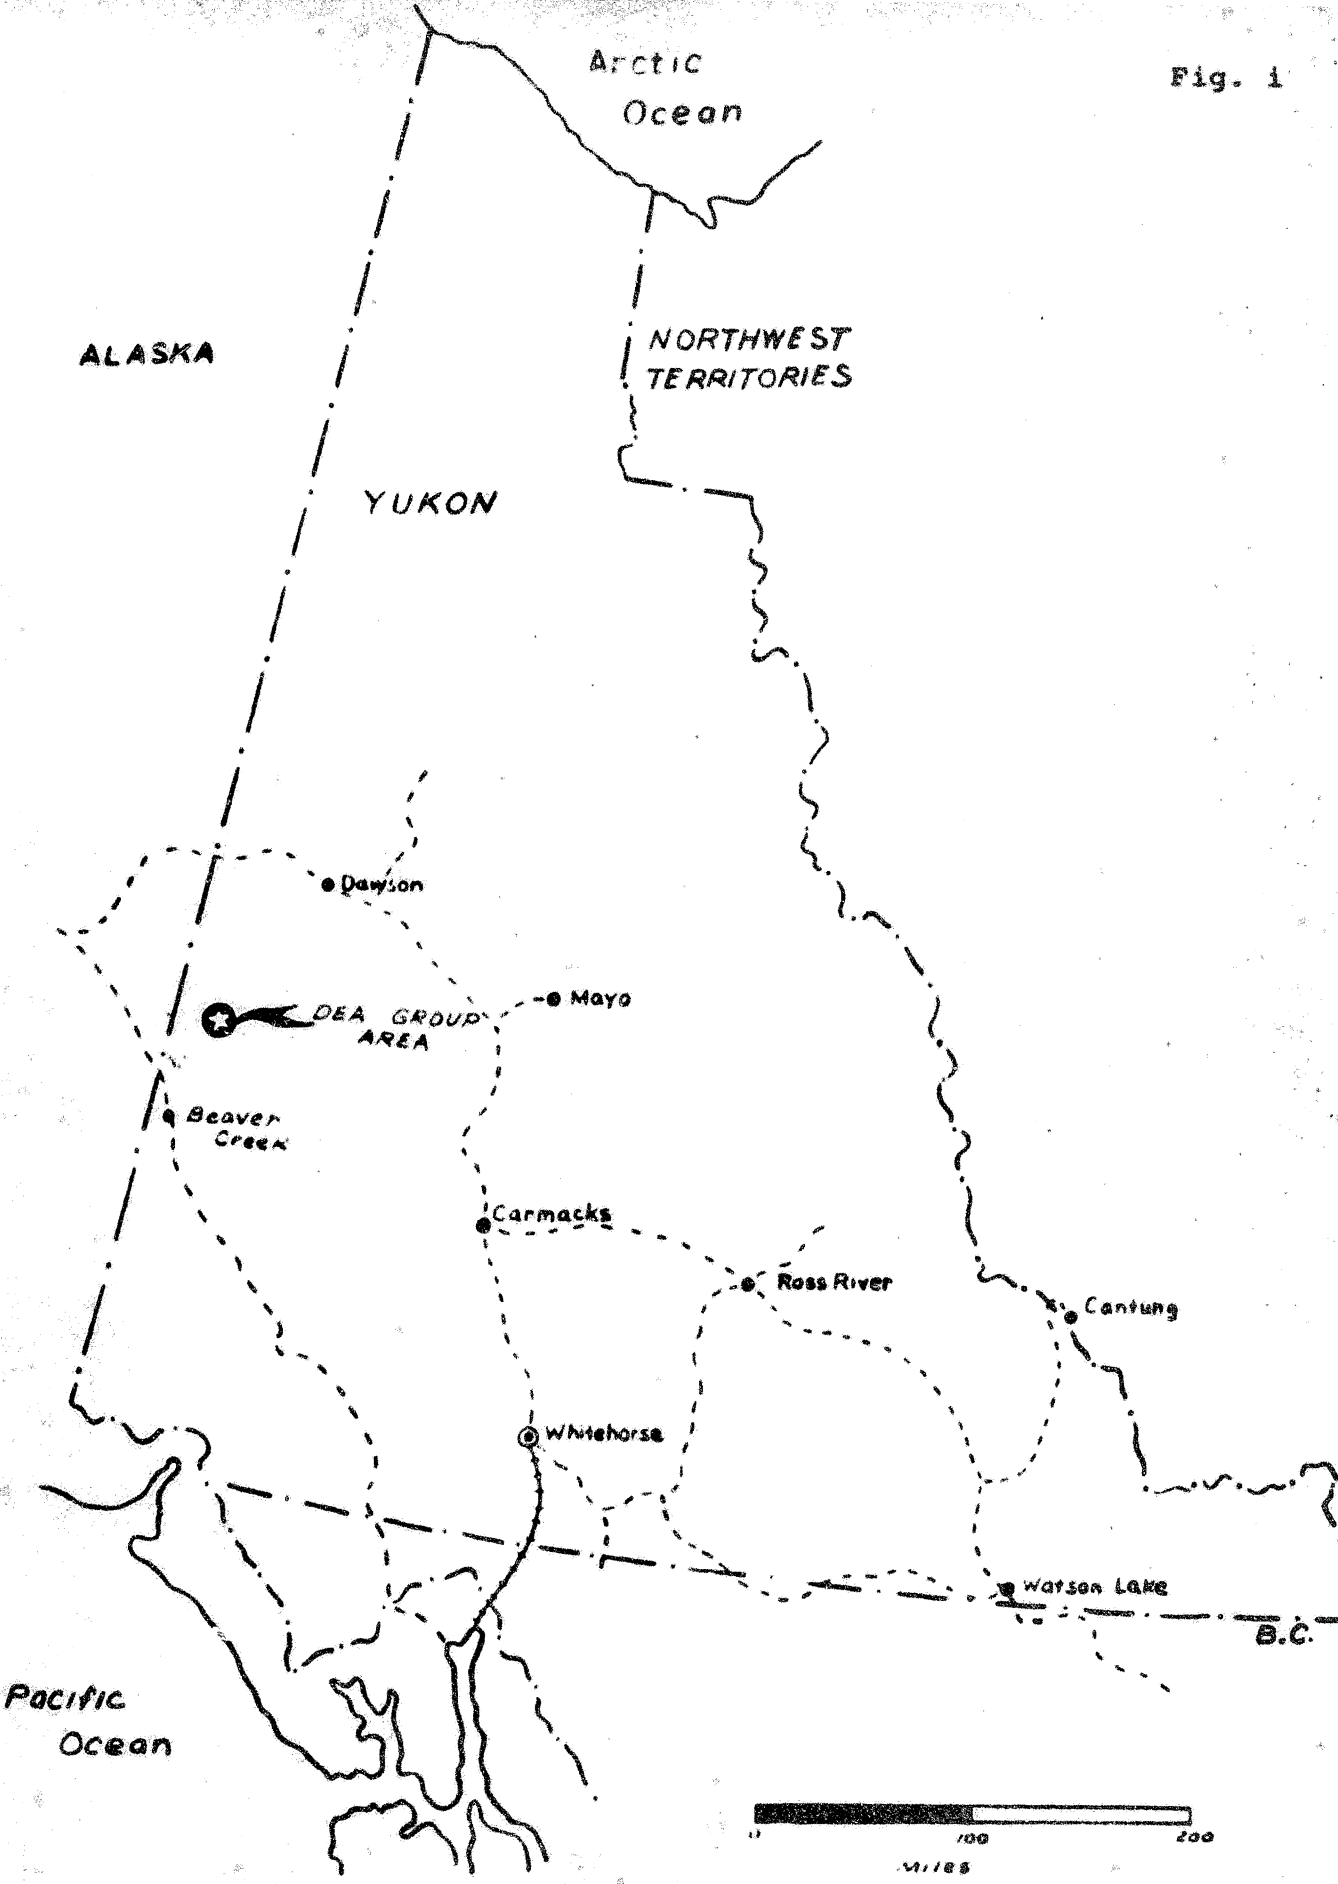 Arctic
Ocean
Fig. i
ALASKA
NORTHWEST
TERRITORIES
YUKON
Dawson
Mayo
DEA GROUP
AREA
Beaver
Creek
Carmacks
Ross River
Cantung
Whitehorse
Watson Lake
B.C.
Pacific
Ocean
0 100 200
Miles